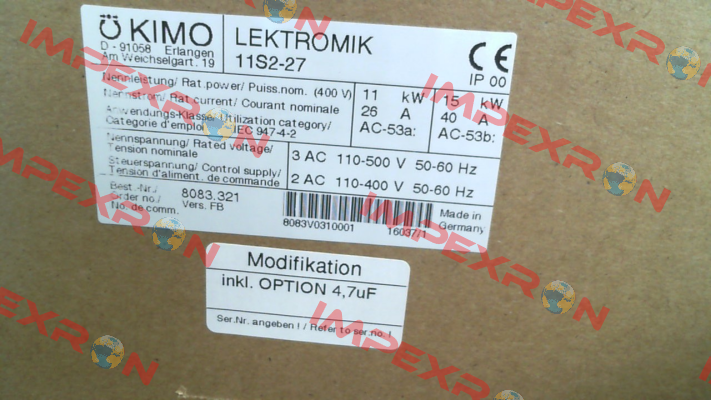 KIMO
D - 91058 Erlangen
Am Weichselgart. 19
LEKTROMIK
11S2-27
CE
IP 00
Nennleistung/ Rat.power/ Puiss.nom. (400 V)
11 kW 15 kW
Nennstrom/ Rat.current/ Courant nominale
26 A 40 A
Anwendungs-Klasse/ Utilization category/
Categorie d'emploi IEC 947-4-2
AC-53a: AC-53b:
Nennspannung/ Rated voltage/
Tension nominale
3 AC 110-500 V 50-60 Hz
Steuerspannung/ Control supply/
Tension d'aliment. de commande
2 AC 110-400 V 50-60 Hz
Best.-Nr./
order no./
No. de comm.
8083.321
Vers. FB
8083V0310001 16037/1
Made in
Germany
Modifikation
inkl. OPTION 4,7uF
Ser.Nr. angeben ! / Refer to ser.no.!
IMPEXRON
IMPEXRON
IMPEXRON
IMPEXRON